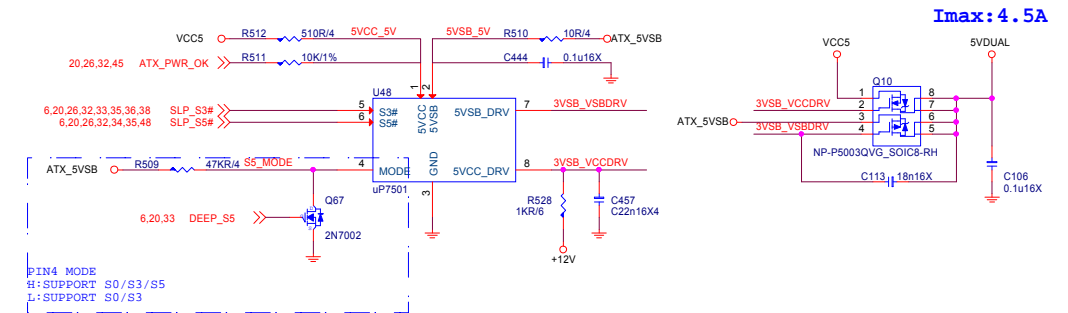 Imax:4.5A
VCC5 R512 510R/4 5VCC_5V 5VSB_5V R510 10R/4 ATX_5VSB
20,26,32,45 ATX_PWR_OK R511 10K/1% C444 0.1u16X
1 2
U48
6,20,26,32,33,35,36,38 SLP_S3# 5 S3# 5VCC 5VSB 5VSB_DRV 7 3VSB_VSBDRV
6,20,26,32,34,35,48 SLP_S5# 6 S5#
ATX_5VSB R509 47KR/4 S5_MODE 4 MODE GND 5VCC_DRV 8 3VSB_VCCDRV
uP7501
3
6,20,33 DEEP_S5 Q67
2N7002
R528
1KR/6
C457
C22n16X4
+12V
PIN4 MODE
H:SUPPORT S0/S3/S5
L:SUPPORT S0/S3
VCC5 5VDUAL
Q10
1 8
3VSB_VCCDRV 2 7
ATX_5VSB 3 6
3VSB_VSBDRV 4 5
NP-P5003QVG_SOIC8-RH
C113 18n16X
C106
0.1u16X